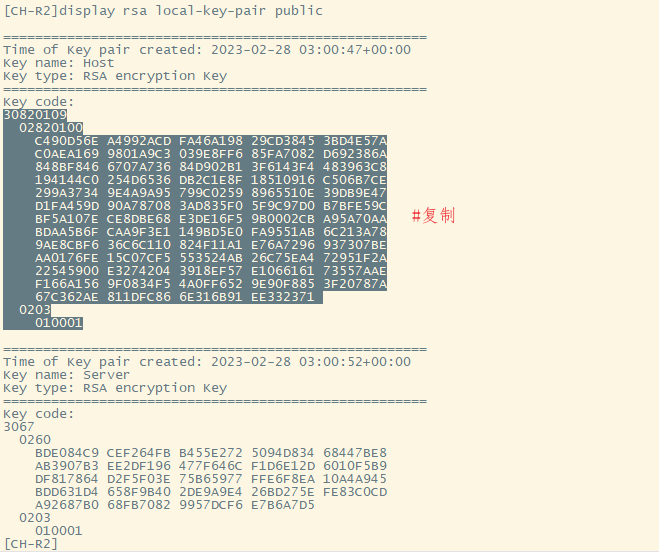 [CH-R2]display rsa local-key-pair public
=====================================================
Time of Key pair created: 2023-02-28 03:00:47+00:00
Key name: Host
Key type: RSA encryption Key
=====================================================
Key code:
30820109
02820100
C490D56E A4992ACD FA46A198 29CD3845 3BD4E57A
C0AEA169 9801A9C3 039E8FF6 85FA7082 D692386A
848BF846 6707A736 84D902B1 3F6143F4 483963C8
194144C0 254D6536 DB2C1E8F 18510916 C506B7CE
299A3734 9E4A9A95 799C0259 8965510E 39DB9E47
D1FA459D 90A78708 3AD835F0 5F9C97D0 B7BFE59C
BF5A107E CE8DBE68 E3DE16F5 9B0002CB A95A70AA
BDAA5B6F CAA9F3E1 149BD5E0 FA9551AB 6C213A78
9AE8CBF6 36C6C110 824F11A1 E76A7296 937307BE
AA0176FE 15C07CF5 553524AB 26C75EA4 72951F2A
22545900 E3274204 3918EF57 E1066161 73557AAE
F166A156 9F0834F5 4A0FF652 9E90F885 3F20787A
67C362AE 811DFC86 6E316B91 EE332371
0203
010001
#复制
=====================================================
Time of Key pair created: 2023-02-28 03:00:52+00:00
Key name: Server
Key type: RSA encryption Key
=====================================================
Key code:
3067
0260
BDE084C9 CEF264FB B455E272 5094D834 68447BE8
AB3907B3 EE2DF196 477F646C F1D6E12D 6010F5B9
DF817864 D2F5F03E 75B65977 FFE6F8EA 10A4A945
BDD631D4 658F9B40 2DE9A9E4 26BD275E FE83C0CD
A92687B0 68FB7082 9957DCF6 E7B6A7D5
0203
010001
[CH-R2]